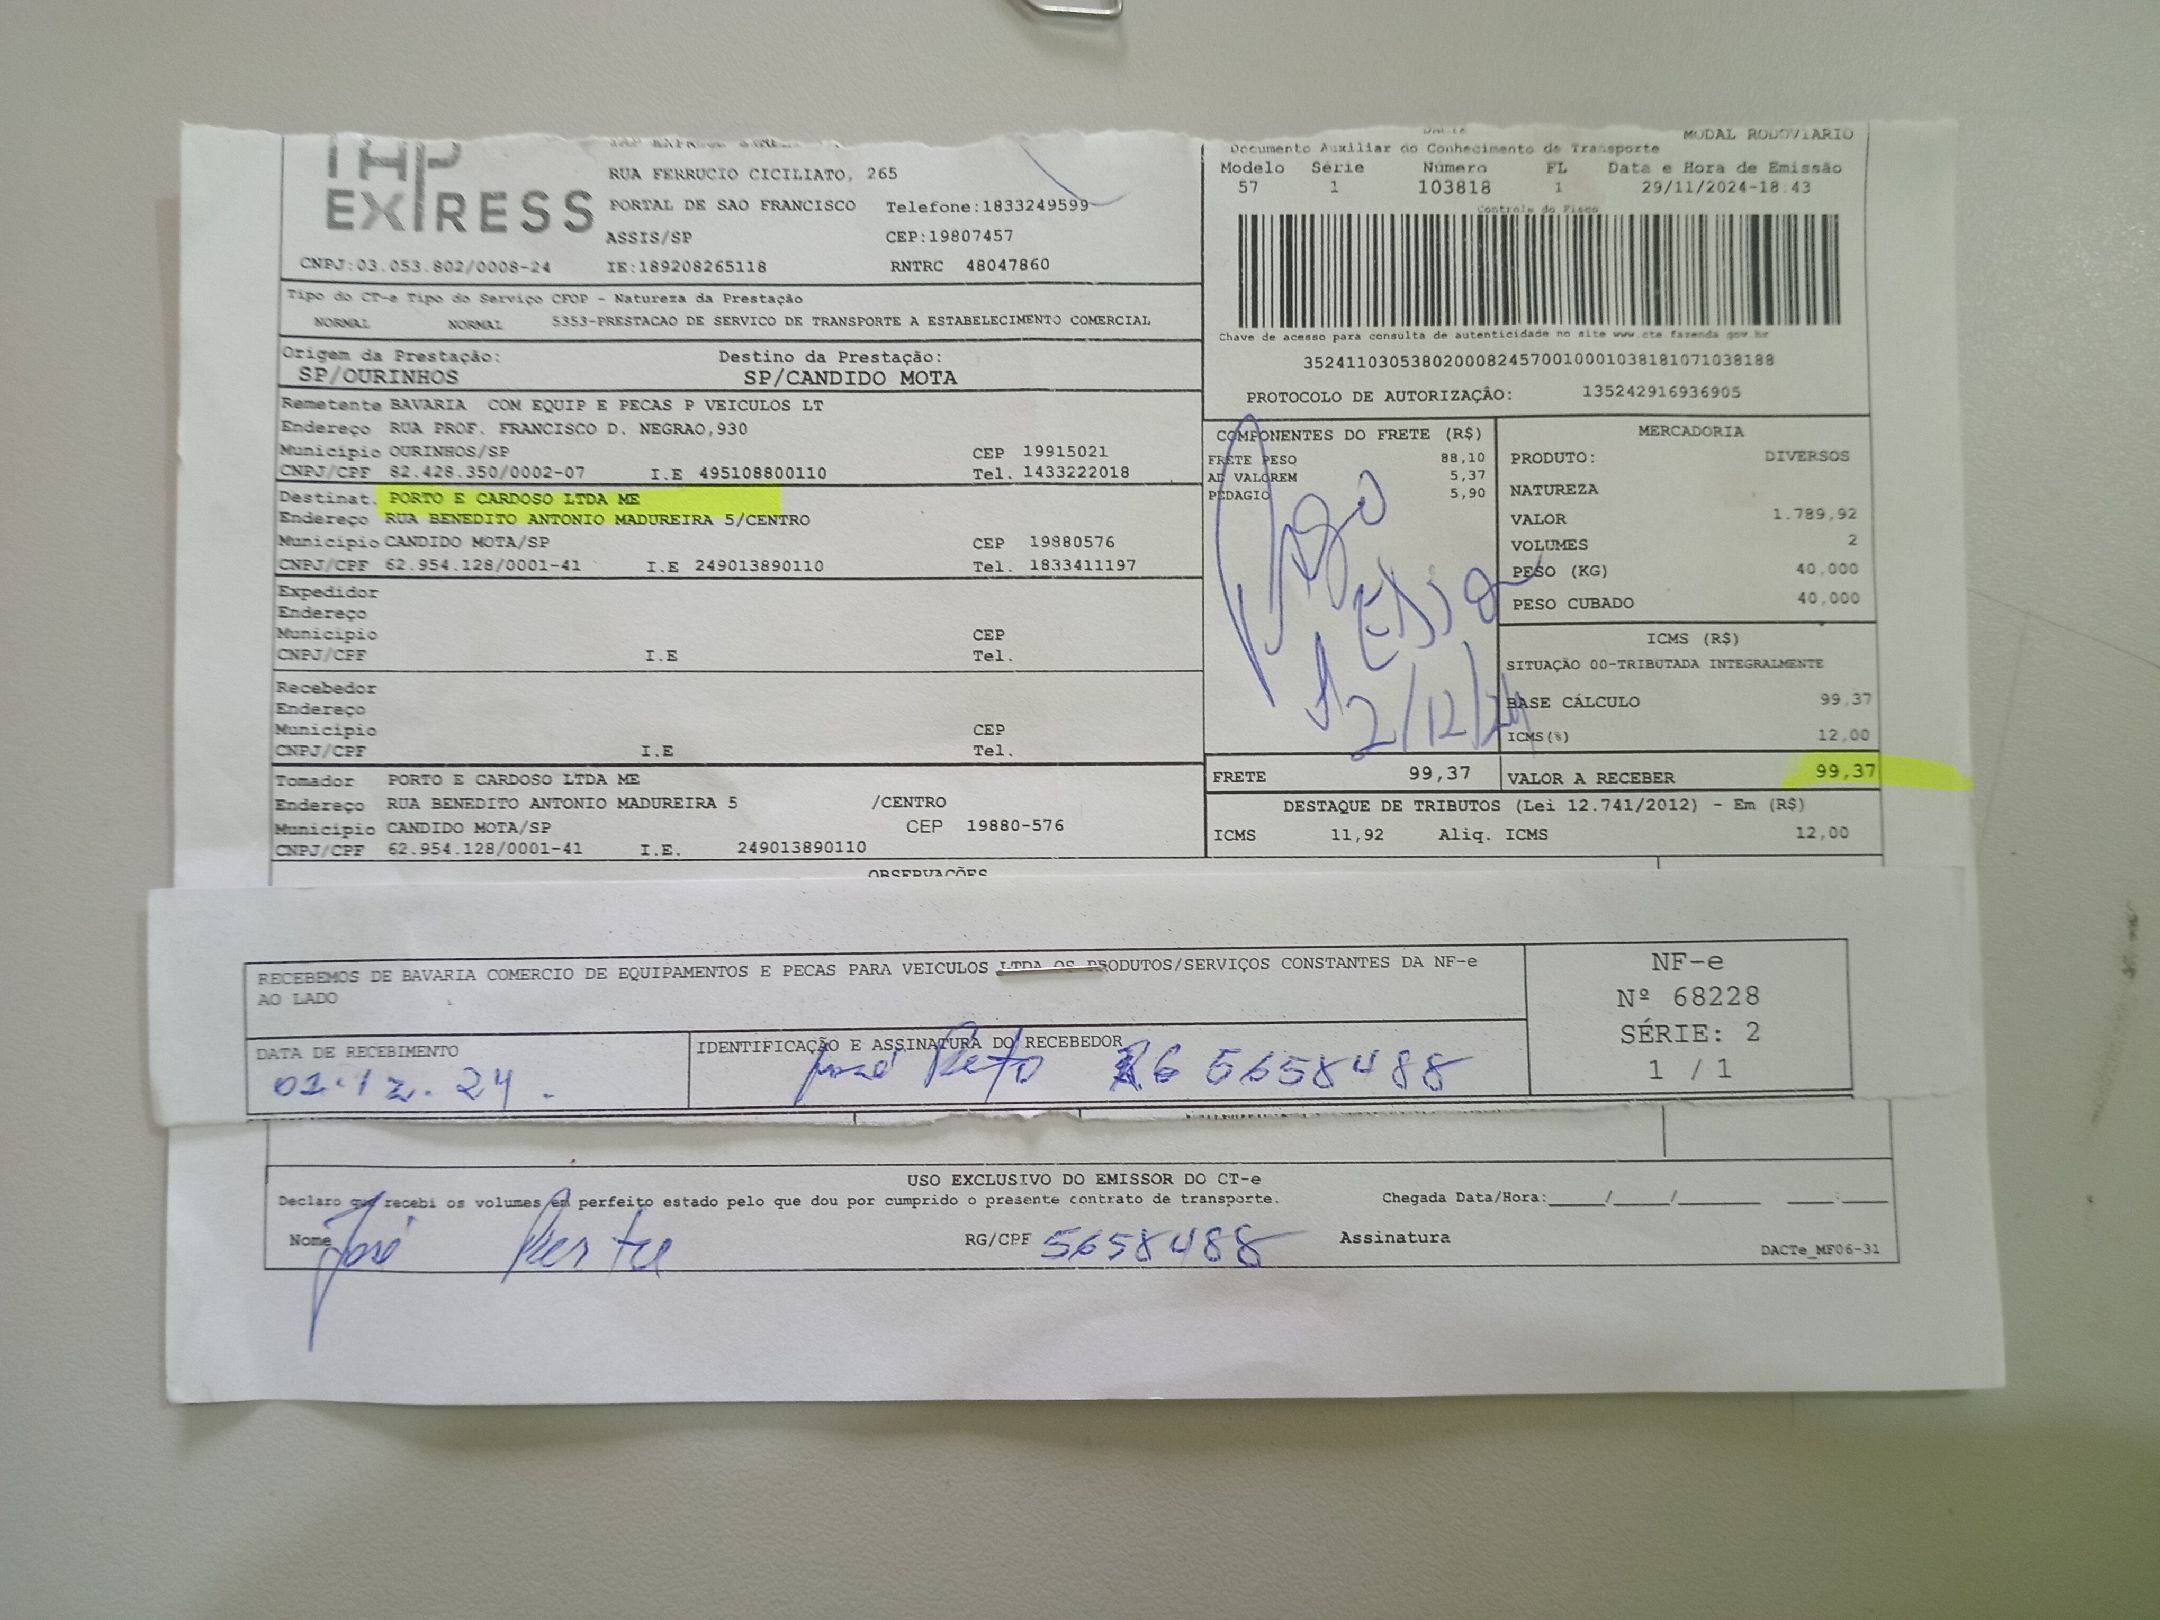 THP
EXPRESS
RUA FERRUCIO CICILIATO, 265
PORTAL DE SAO FRANCISCO Telefone:1833249599
ASSIS/SP CEP:19807457
CNPJ:03.053.802/0008-24 IE:189208265118 RNTRC 48047860
Tipo do CT-e Tipo do Serviço CFOP - Natureza da Prestação
NORMAL NORMAL 5353-PRESTACAO DE SERVICO DE TRANSPORTE A ESTABELECIMENTO COMERCIAL
Origem da Prestação: Destino da Prestação:
SP/OURINHOS SP/CANDIDO MOTA
Remetente BAVARIA COM EQUIP E PECAS P VEICULOS LT
Endereço RUA PROF. FRANCISCO D. NEGRAO,930
Município OURINHOS/SP CEP 19915021
CNPJ/CPF 82.428.350/0002-07 I.E 495108800110 Tel. 1433222018
Destinat. PORTO E CARDOSO LTDA ME
Endereço RUA BENEDITO ANTONIO MADUREIRA 5/CENTRO
Município CANDIDO MOTA/SP CEP 19880576
CNPJ/CPF 62.954.128/0001-41 I.E 249013890110 Tel. 1833411197
Expedidor
Endereço
Município CEP
CNPJ/CPF I.E Tel.
Recebedor
Endereço
Município CEP
CNPJ/CPF I.E Tel.
Tomador PORTO E CARDOSO LTDA ME
Endereço RUA BENEDITO ANTONIO MADUREIRA 5 /CENTRO
Município CANDIDO MOTA/SP CEP 19880-576
CNPJ/CPF 62.954.128/0001-41 I.E. 249013890110
OBSERVAÇÕES
MODAL RODOVIARIO
Documento Auxiliar do Conhecimento de Transporte
Modelo Série Número FL Data e Hora de Emissão
57 1 103818 1 29/11/2024-18:43
Controle do Fisco
Chave de acesso para consulta de autenticidade no site www.cte.fazenda.gov.br
35241103053802000824570010001038181071038188
PROTOCOLO DE AUTORIZAÇÃO: 135242916936905
COMPONENTES DO FRETE (R$)
FRETE PESO 88,10
AD VALOREM 5,37
PEDAGIO 5,90
Pago
2/12/24
MERCADORIA
PRODUTO: DIVERSOS
NATUREZA
VALOR 1.789,92
VOLUMES 2
PESO (KG) 40,000
PESO CUBADO 40,000
ICMS (R$)
SITUAÇÃO 00-TRIBUTADA INTEGRALMENTE
BASE CÁLCULO 99,37
ICMS(%) 12,00
FRETE 99,37 VALOR A RECEBER 99,37
DESTAQUE DE TRIBUTOS (Lei 12.741/2012) - Em (R$)
ICMS 11,92 Aliq. ICMS 12,00
RECEBEMOS DE BAVARIA COMERCIO DE EQUIPAMENTOS E PECAS PARA VEICULOS LTDA OS PRODUTOS/SERVIÇOS CONSTANTES DA NF-e
AO LADO
DATA DE RECEBIMENTO
02.12.24.
IDENTIFICAÇÃO E ASSINATURA DO RECEBEDOR
José RG 5658488
NF-e
Nº 68228
SÉRIE: 2
1 / 1
USO EXCLUSIVO DO EMISSOR DO CT-e
Declaro que recebi os volumes em perfeito estado pelo que dou por cumprido o presente contrato de transporte. Chegada Data/Hora:____/____/______ ____:____
Nome José RG/CPF 5658488 Assinatura
DACTe_MF06-31